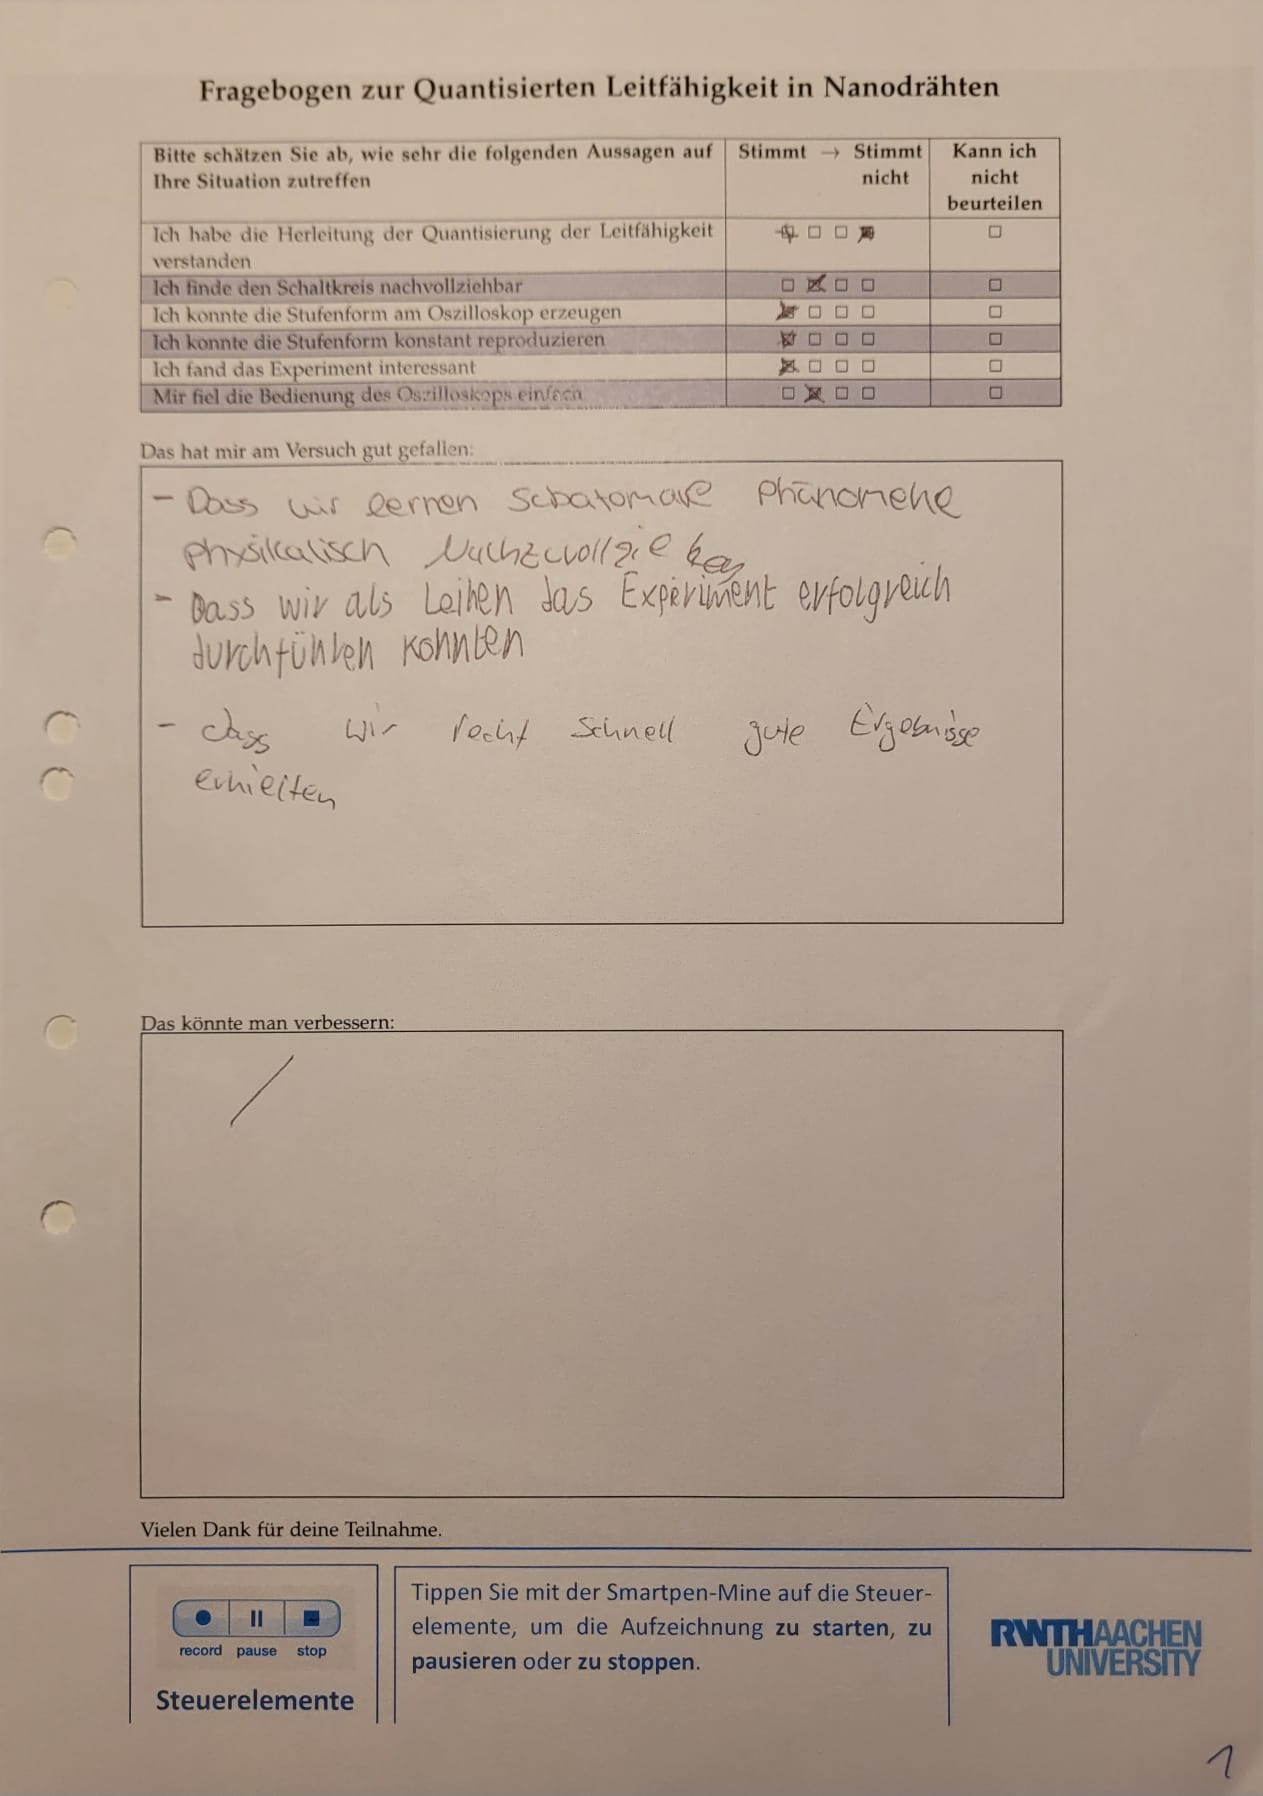 Fragebogen zur Quantisierten Leitfähigkeit in Nanodrähten
Bitte schätzen Sie ab, wie sehr die folgenden Aussagen auf
Ihre Situation zutreffen
Stimmt → Stimmt
nicht
Kann ich
nicht
beurteilen
Ich habe die Herleitung der Quantisierung der Leitfähigkeit
verstanden
Ich finde den Schaltkreis nachvollziehbar
Ich konnte die Stufenform am Oszilloskop erzeugen
Ich konnte die Stufenform konstant reproduzieren
Ich fand das Experiment interessant
Mir fiel die Bedienung des Oszilloskops einfach
Das hat mir am Versuch gut gefallen:
- Dass wir lernen Subatomare Phänomene
physikalisch Nachzuvollziehen
- Dass wir als Leihen das Experiment erfolgreich
durchführen konnten
- dass wir recht schnell gute Ergebnisse
erhielten
Das könnte man verbessern:
/
Vielen Dank für deine Teilnahme.
record pause stop
Steuerelemente
Tippen Sie mit der Smartpen-Mine auf die Steuer-
elemente, um die Aufzeichnung zu starten, zu
pausieren oder zu stoppen.
RWTHAACHEN
UNIVERSITY
1